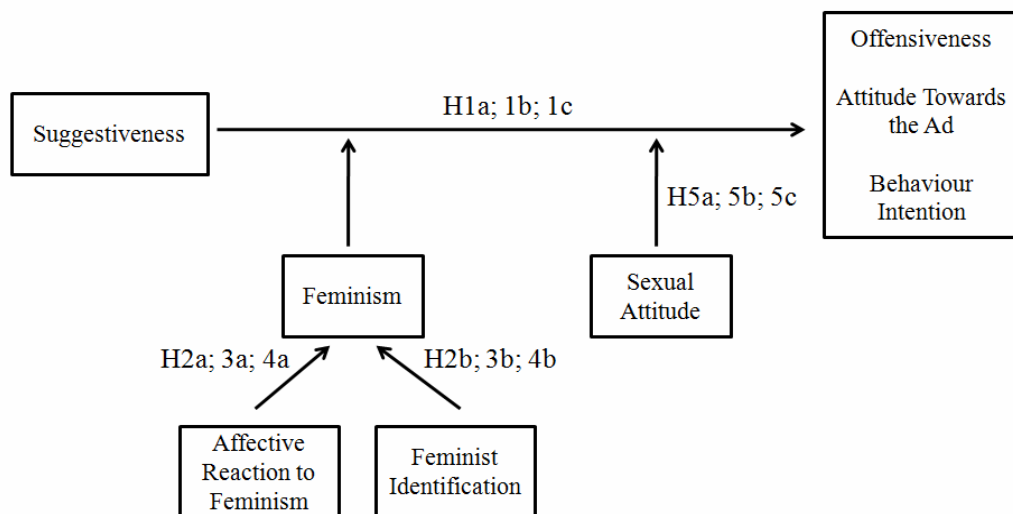 Offensiveness
Attitude Towards
the Ad
Behaviour
Intention
H1a; 1b; 1c
Suggestiveness
H5a; 5b; 5c
Feminism
Sexual
Attitude
H2a; 3a; 4a
H2b; 3b; 4b
Affective
Reaction to
Feminism
Feminist
Identification